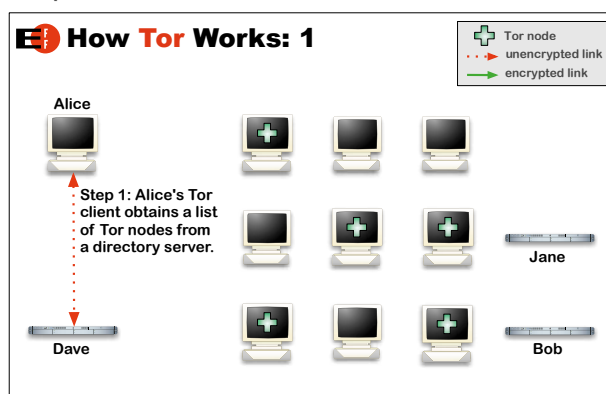 EFF How Tor Works: 1
Tor node
unencrypted link
encrypted link
Alice
Step 1: Alice's Tor
client obtains a list
of Tor nodes from
a directory server.
Jane
Dave
Bob